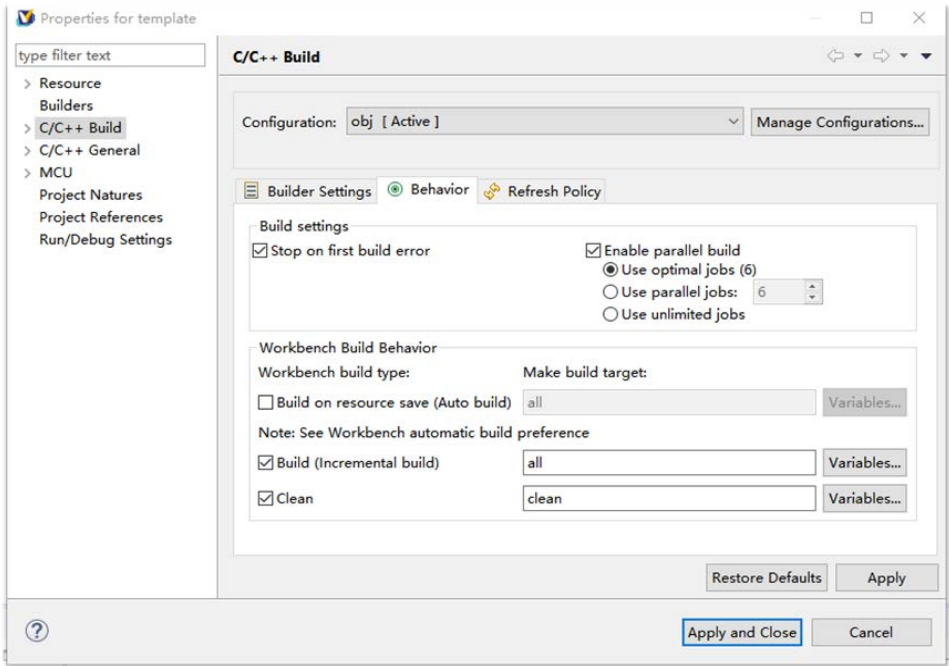 Properties for template
type filter text
C/C++ Build
Resource
Builders
C/C++ Build
C/C++ General
MCU
Project Natures
Project References
Run/Debug Settings
Configuration: obj [ Active ] Manage Configurations...
Builder Settings Behavior Refresh Policy
Build settings
Stop on first build error Enable parallel build
Use optimal jobs (6)
Use parallel jobs: 6
Use unlimited jobs
Workbench Build Behavior
Workbench build type: Make build target:
Build on resource save (Auto build) all Variables...
Note: See Workbench automatic build preference
Build (Incremental build) all Variables...
Clean clean Variables...
Restore Defaults Apply
? Apply and Close Cancel